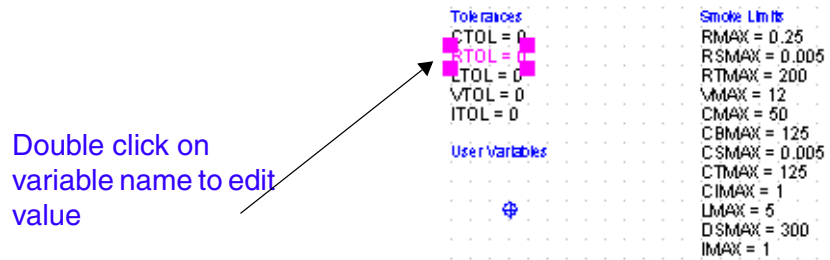 Tolerances
CTOL = 0
RTOL = 0
LTOL = 0
VTOL = 0
ITOL = 0
User Variables
Smoke Limits
RMAX = 0.25
RSMAX = 0.005
RTMAX = 200
VMAX = 12
CMAX = 50
CBMAX = 125
CSMAX = 0.005
CTMAX = 125
CIMAX = 1
LMAX = 5
DSMAX = 300
IMAX = 1
Double click on
variable name to edit
value